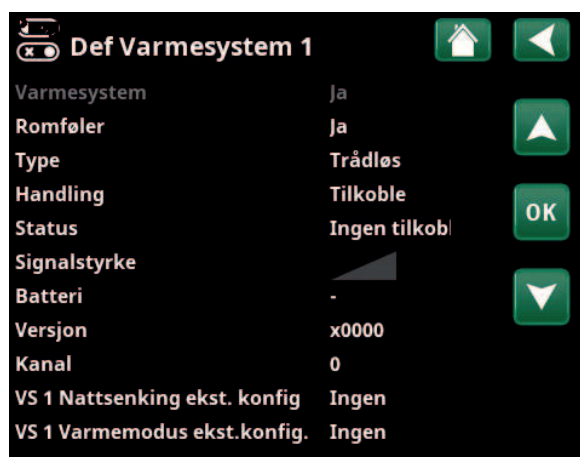 Def Varmesystem 1
Varmesystem Ja
Romføler Ja
Type Trådløs
Handling Tilkoble
Status Ingen tilkobl
OK
Signalstyrke
Batteri -
Versjon x0000
Kanal 0
VS 1 Nattsenking ekst. konfig Ingen
VS 1 Varmemodus ekst.konfig. Ingen